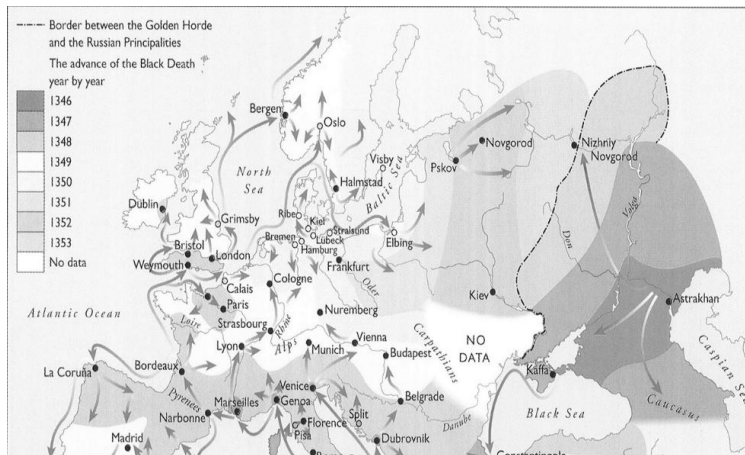 Border between the Golden Horde
and the Russian Principalities
The advance of the Black Death
year by year
1346
1347
1348
1349
1350
1351
1352
1353
No data
Bergen
Oslo
Novgorod
Nizhniy
Novgorod
Pskov
Visby
North
Sea
Baltic Sea
Halmstad
Dublin
Grimsby
Ribe
Kiel
Stralsund
Lübeck
Bremen
Hamburg
Elbing
Volga
Don
Bristol
London
Weymouth
Frankfurt
Calais
Cologne
Oder
Paris
Kiev
Astrakhan
Atlantic Ocean
Loire
Strasbourg
Rhine
Nuremberg
Carpathians
NO
DATA
Caspian Sea
Lyon
Alps
Munich
Vienna
Budapest
La Coruña
Bordeaux
Kaffa
Pyrenees
Venice
Belgrade
Black Sea
Caucasus
Narbonne
Marseilles
Genoa
Florence
Split
Danube
Pisa
Madrid
Dubrovnik